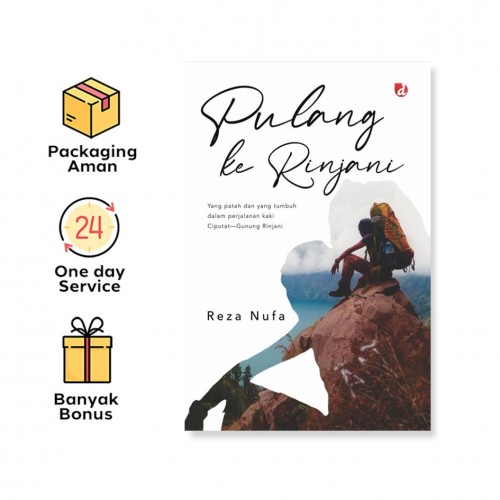 Packaging
Aman
24
One day
Service
Banyak
Bonus
d
Pulang
ke Rinjani
Yang patah dan yang tumbuh
dalam perjalanan kaki
Ciputat—Gunung Rinjani
Reza Nufa